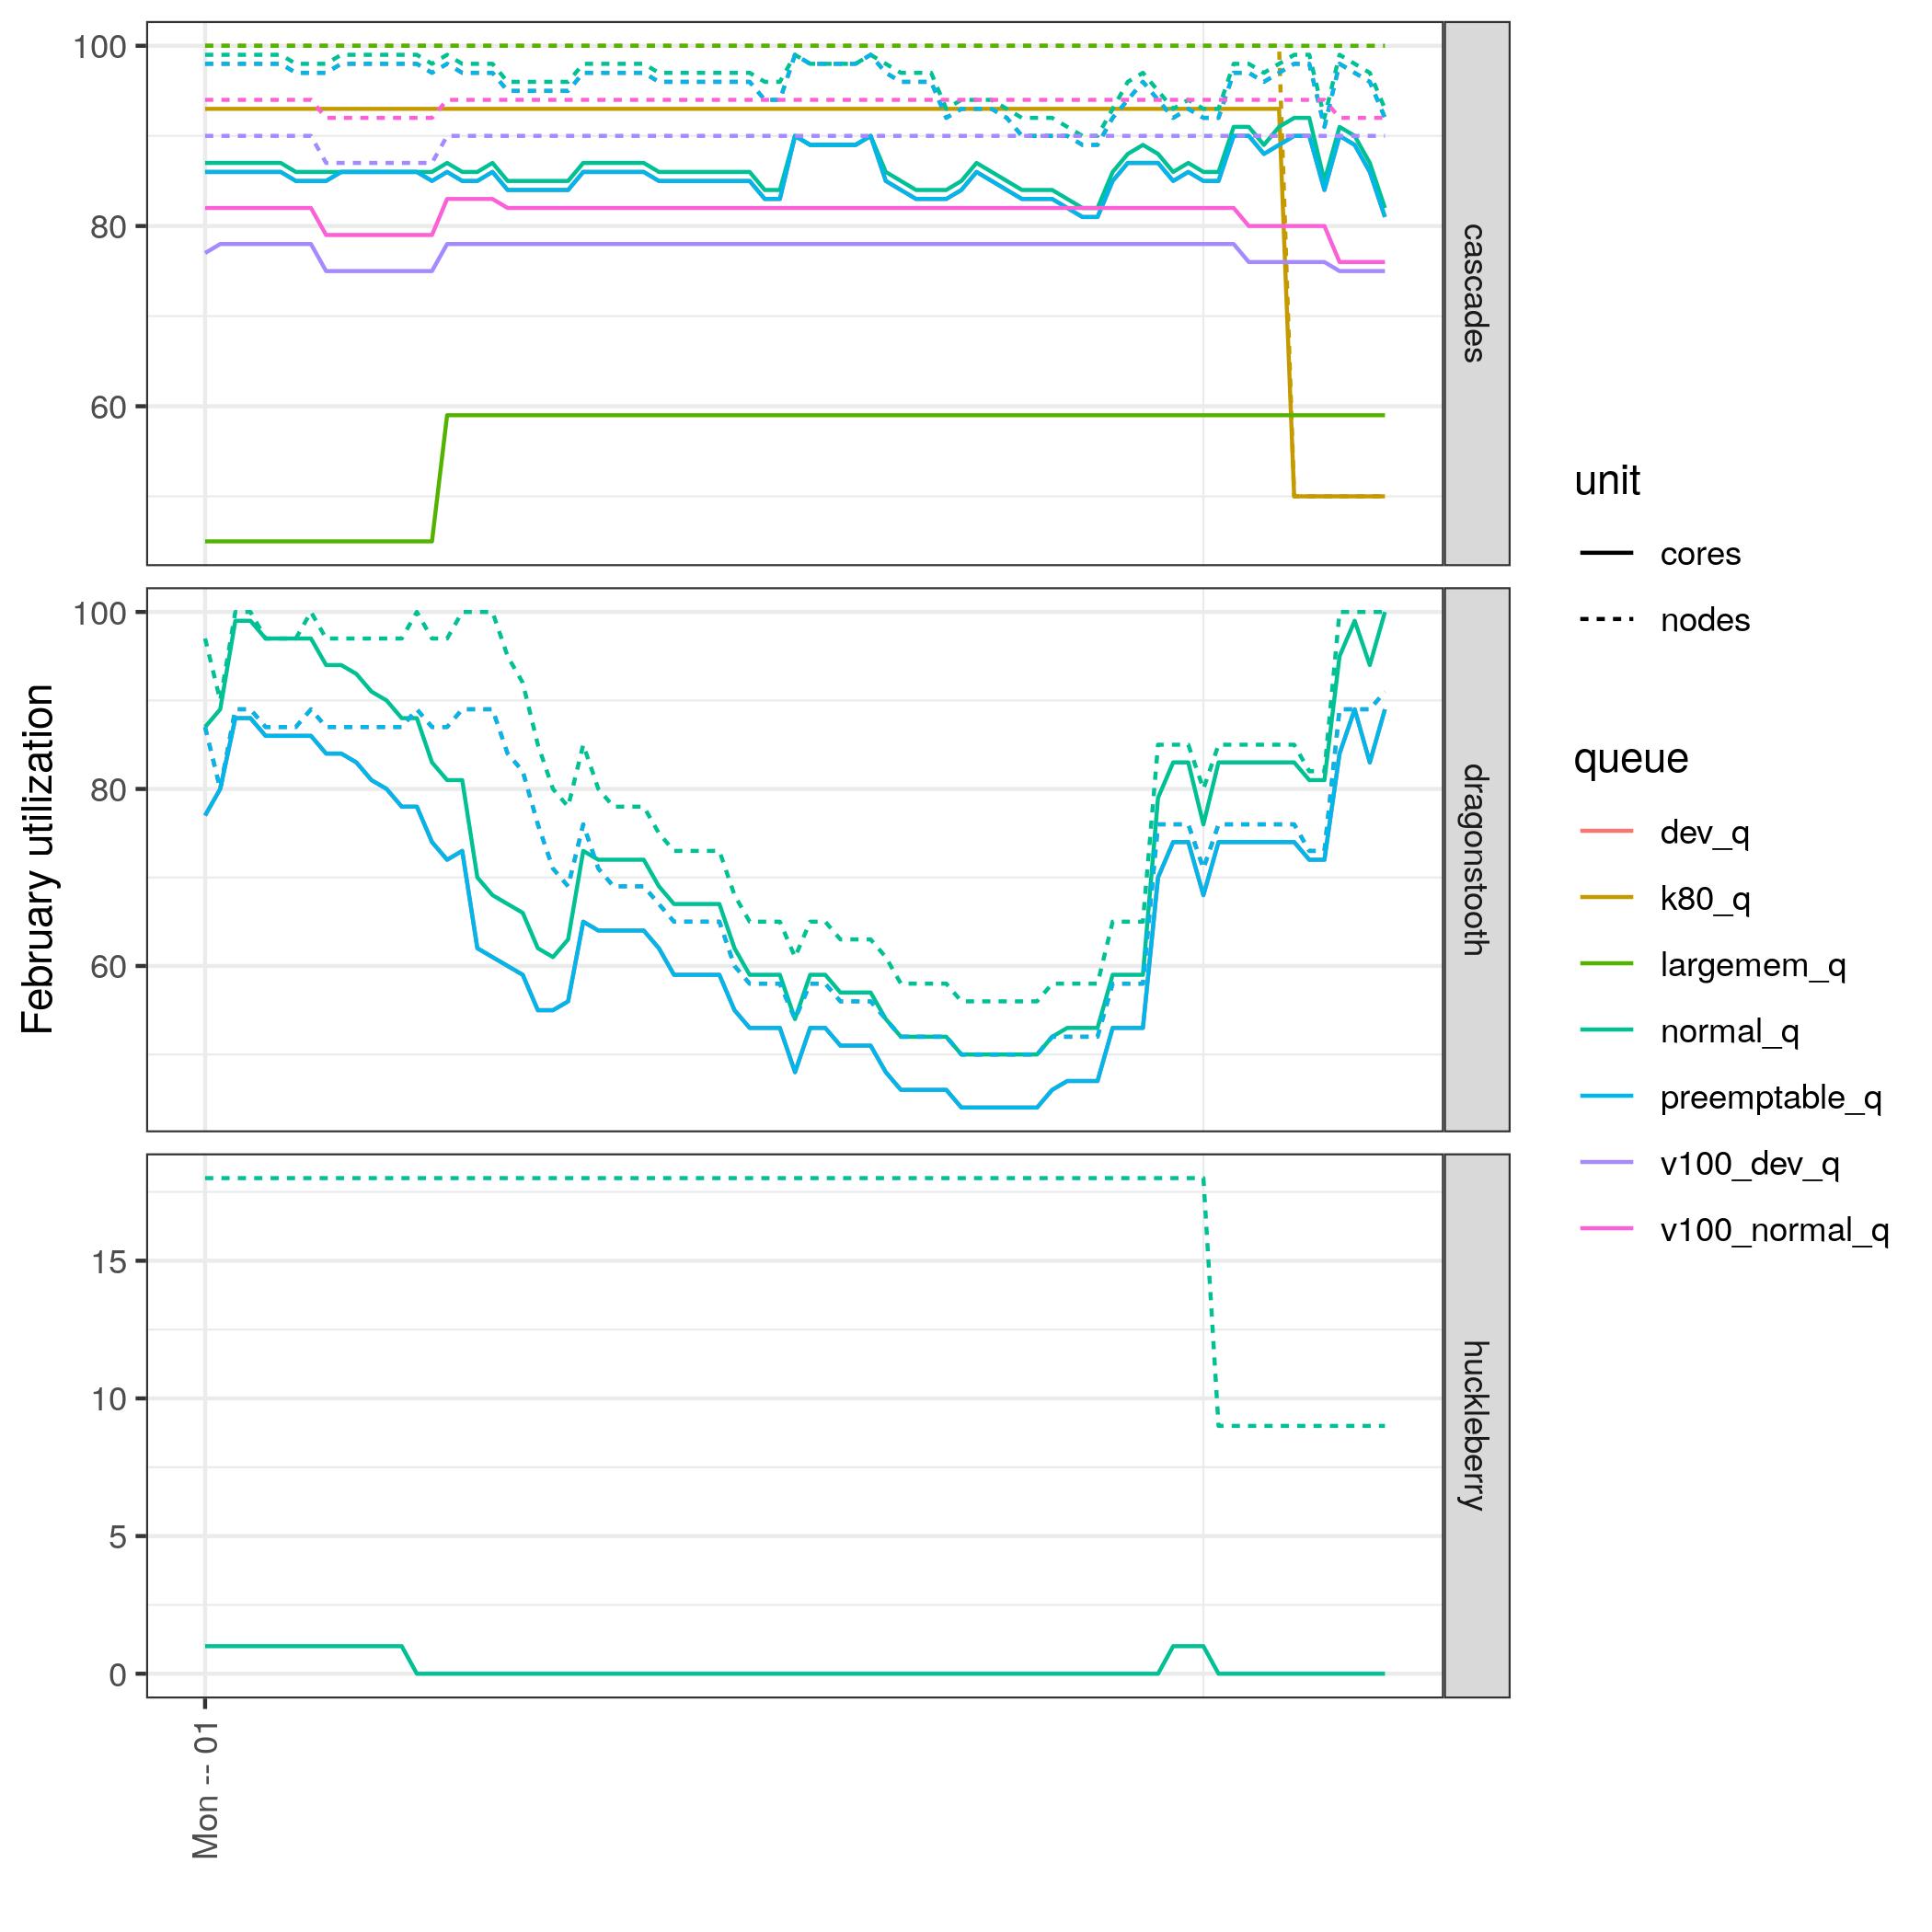 February utilization
100
80
60
cascades
100
80
60
dragonstooth
15
10
5
0
huckleberry
Mon -- 01
unit
cores
nodes
queue
dev_q
k80_q
largemem_q
normal_q
preemptable_q
v100_dev_q
v100_normal_q